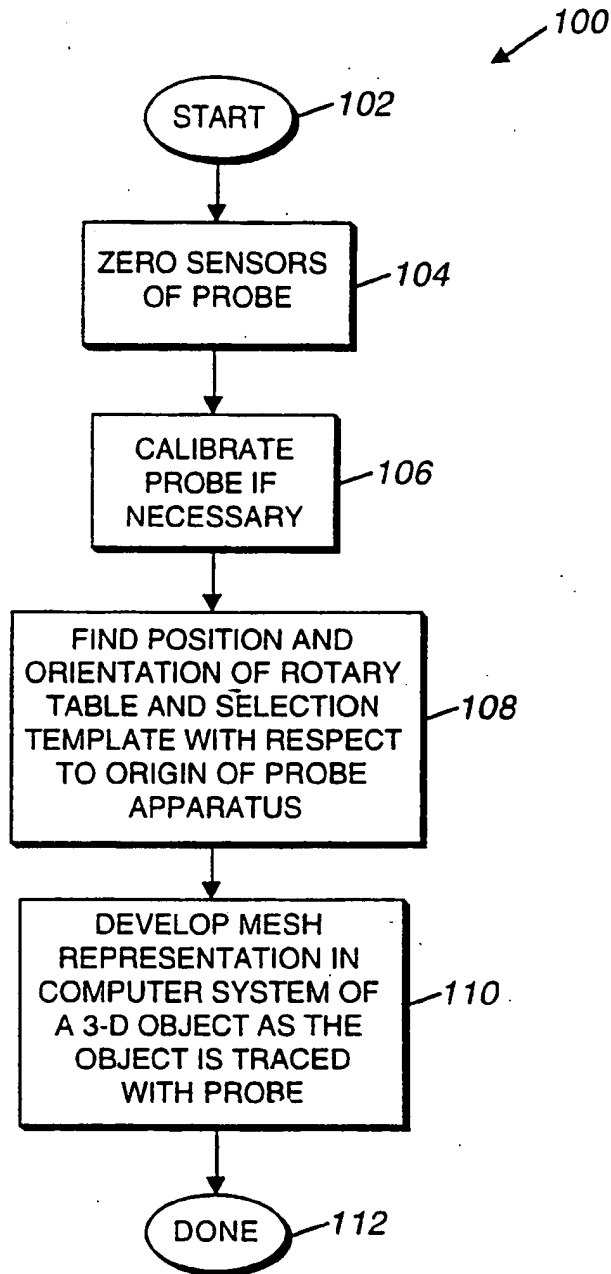 100
START
102
ZERO SENSORS
OF PROBE
104
CALIBRATE
PROBE IF
NECESSARY
106
FIND POSITION AND
ORIENTATION OF ROTARY
TABLE AND SELECTION
TEMPLATE WITH RESPECT
TO ORIGIN OF PROBE
APPARATUS
108
DEVELOP MESH
REPRESENTATION IN
COMPUTER SYSTEM OF
A 3-D OBJECT AS THE
OBJECT IS TRACED
WITH PROBE
110
DONE
112